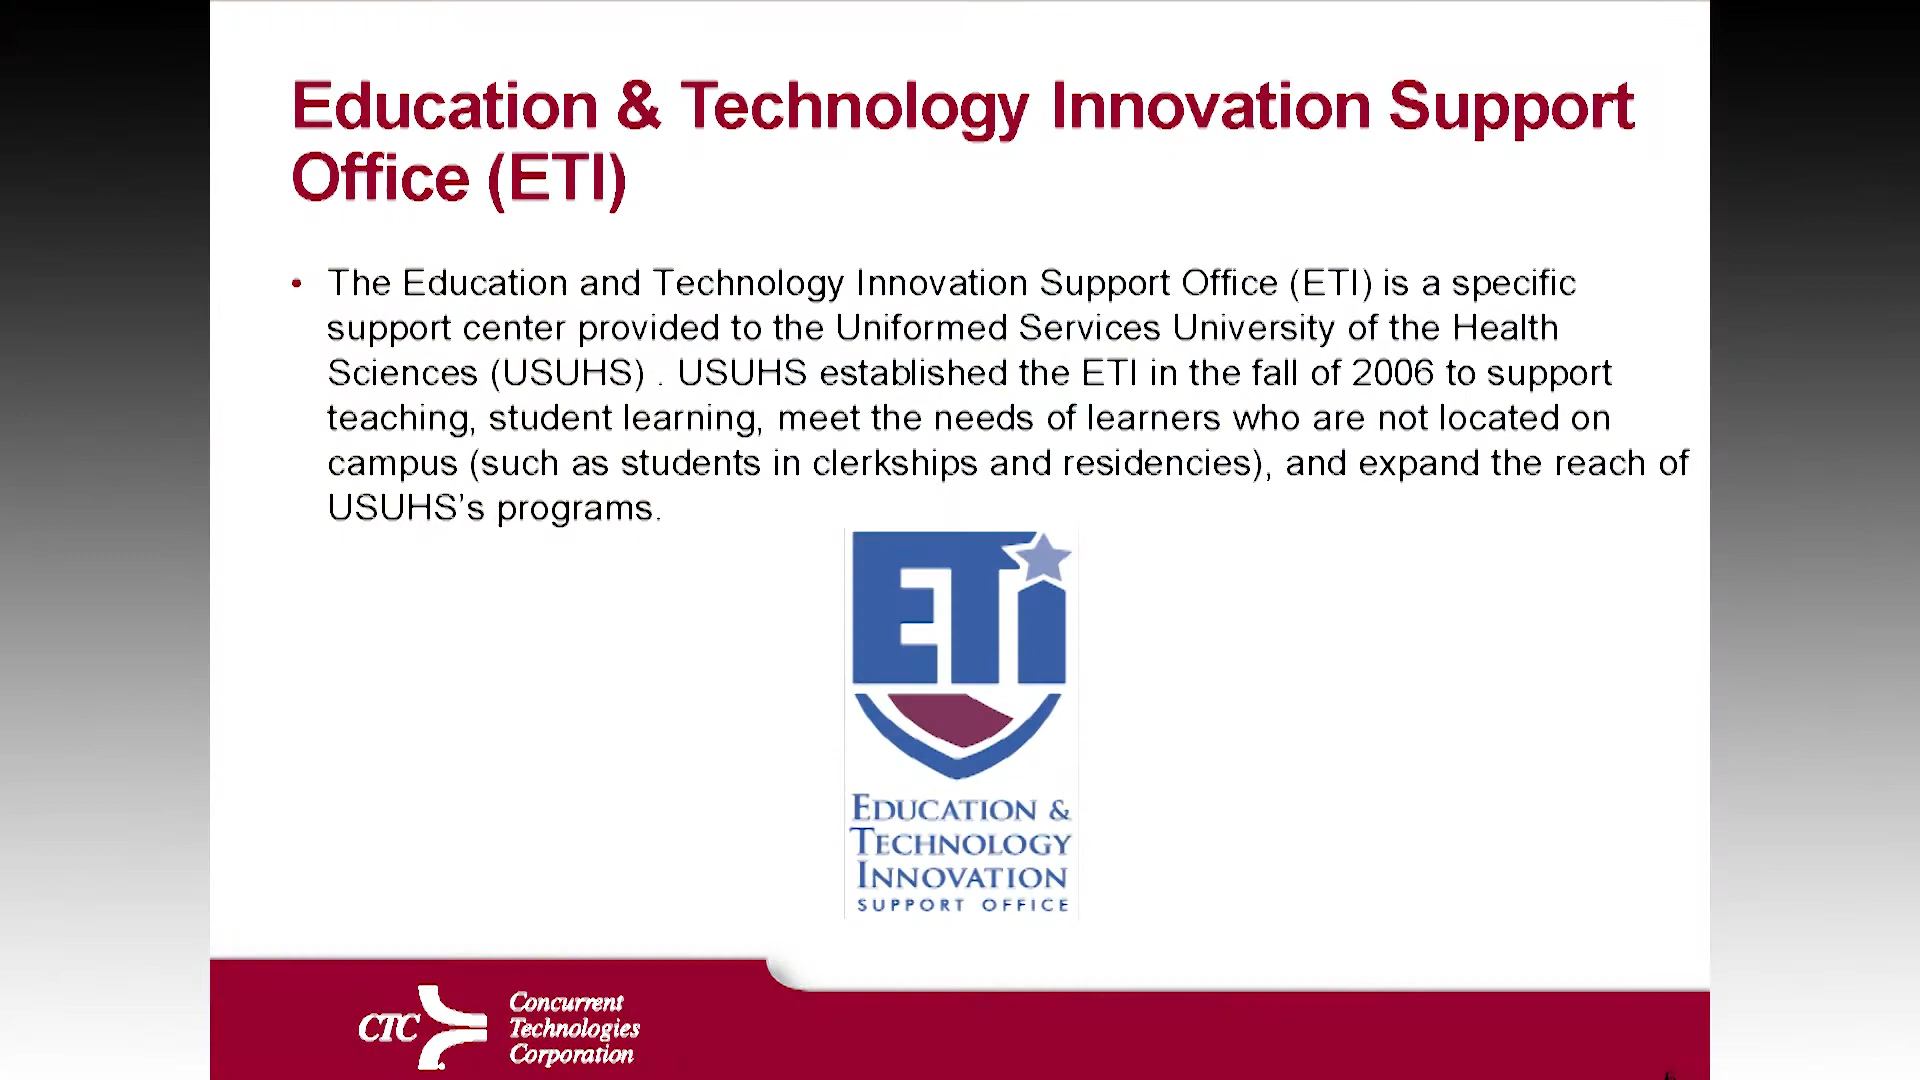 Education & Technology Innovation Support
Office (ETI)
• The Education and Technology Innovation Support Office (ETI) is a specific
support center provided to the Uniformed Services University of the Health
Sciences (USUHS) . USUHS established the ETI in the fall of 2006 to support
teaching, student learning, meet the needs of learners who are not located on
campus (such as students in clerkships and residencies), and expand the reach of
USUHS’s programs.
ETi
EDUCATION &
TECHNOLOGY
INNOVATION
SUPPORT OFFICE
CTC
Concurrent
Technologies
Corporation